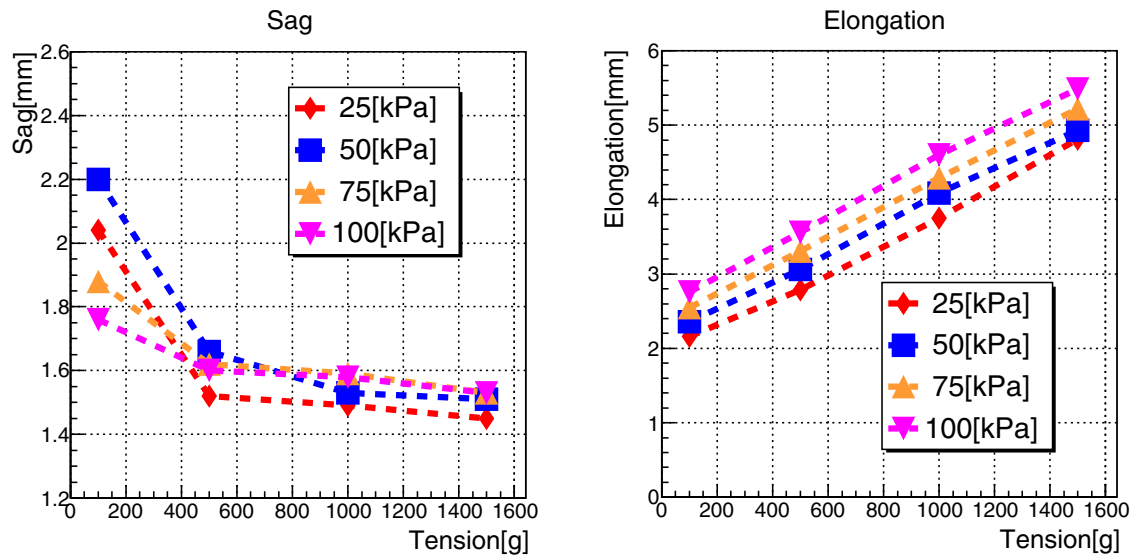 Sag
Sag[mm]
2.6
2.4
2.2
2
1.8
1.6
1.4
1.2
25[kPa]
50[kPa]
75[kPa]
100[kPa]
0 200 400 600 800 1000 1200 1400 1600
Tension[g]
Elongation
Elongation[mm]
6
5
4
3
2
1
0
25[kPa]
50[kPa]
75[kPa]
100[kPa]
0 200 400 600 800 1000 1200 1400 1600
Tension[g]